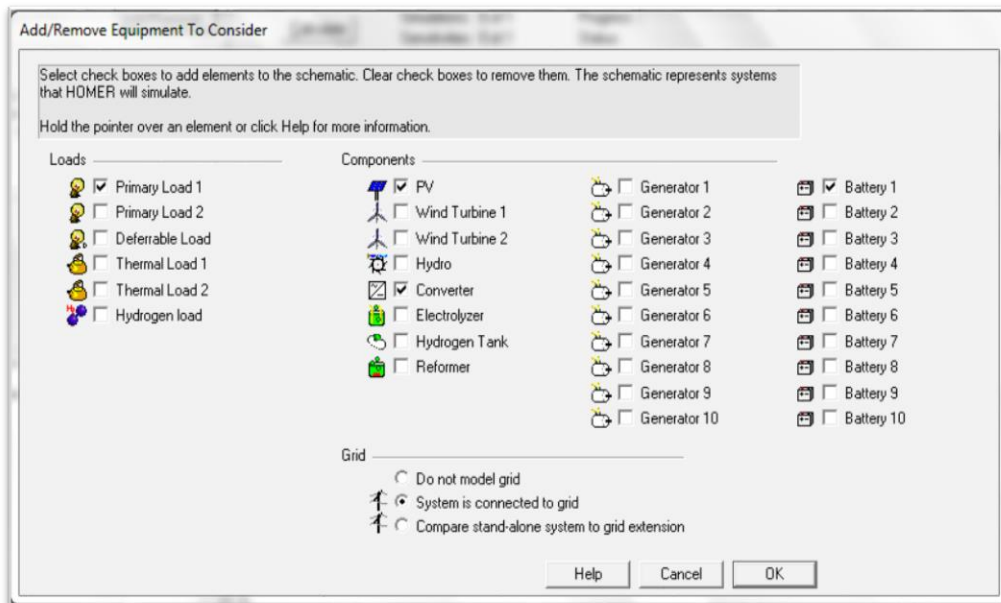 Add/Remove Equipment To Consider
Select check boxes to add elements to the schematic. Clear check boxes to remove them. The schematic represents systems
that HOMER will simulate.
Hold the pointer over an element or click Help for more information.
Loads
Primary Load 1
Primary Load 2
Deferrable Load
Thermal Load 1
Thermal Load 2
Hydrogen load
Components
PV
Wind Turbine 1
Wind Turbine 2
Hydro
Converter
Electrolyzer
Hydrogen Tank
Reformer
Generator 1
Generator 2
Generator 3
Generator 4
Generator 5
Generator 6
Generator 7
Generator 8
Generator 9
Generator 10
Battery 1
Battery 2
Battery 3
Battery 4
Battery 5
Battery 6
Battery 7
Battery 8
Battery 9
Battery 10
Grid
Do not model grid
System is connected to grid
Compare stand-alone system to grid extension
Help
Cancel
OK